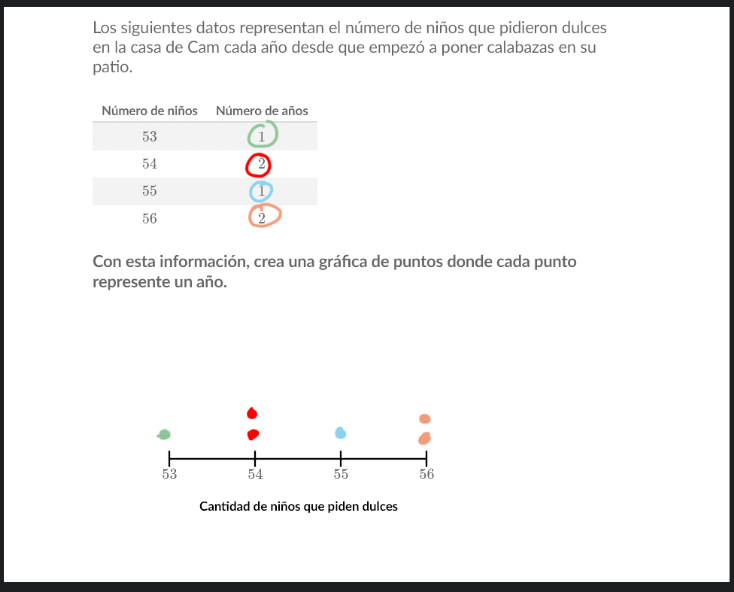 Los siguientes datos representan el número de niños que pidieron dulces
en la casa de Cam cada año desde que empezó a poner calabazas en su
patio.
Número de niños Número de años
53 1
54 2
55 1
56 2
Con esta información, crea una gráfica de puntos donde cada punto
represente un año.
53 54 55 56
Cantidad de niños que piden dulces